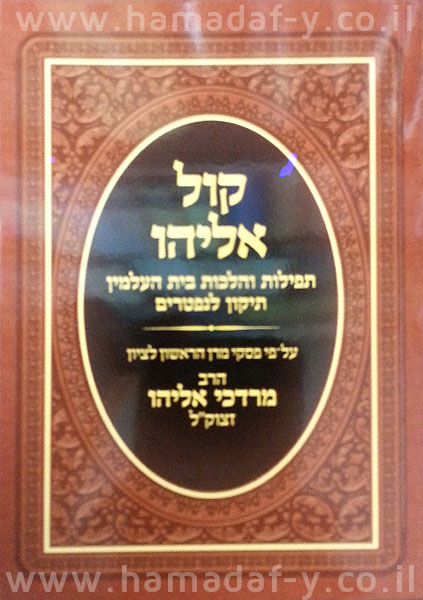 www.hamadaf-y.co.il
קול
אליהו
תפילות והלכות בית העלמין
תיקון לנפטרים
על-פי פסקי מרן הראשון לציון
הרב
מרדכי אליהו
זצוק"ל
www.hamadaf-y.co.il